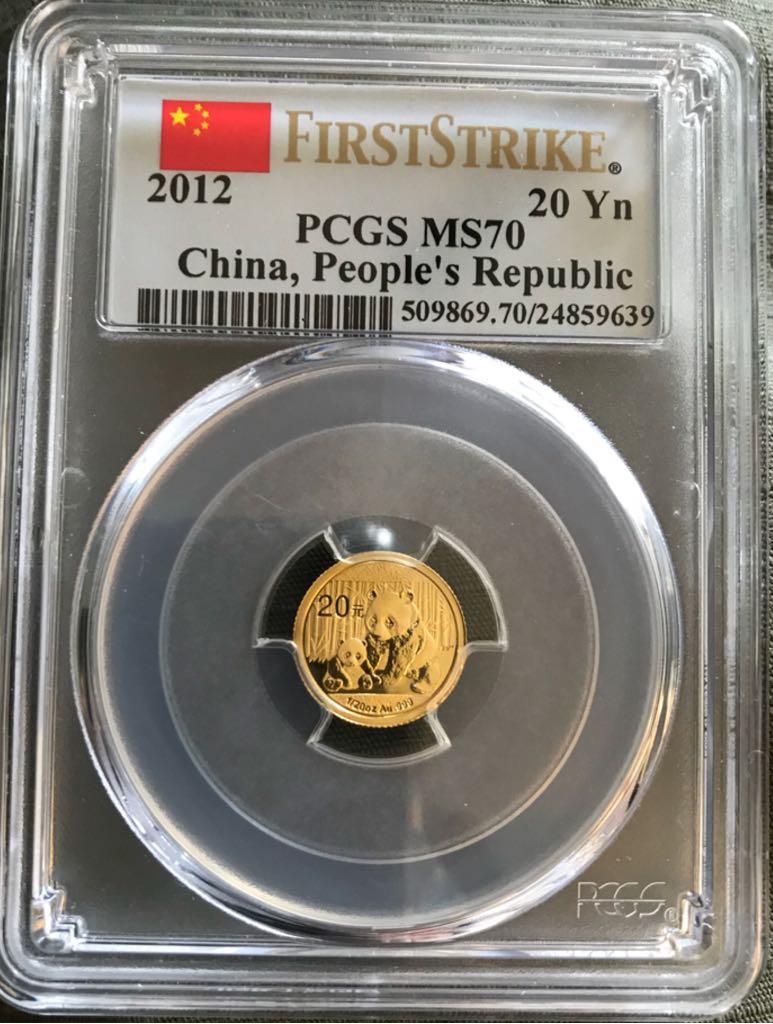 FIRSTSTRIKE®
2012
20 Yn
PCGS MS70
China, People's Republic
509869.70/24859639
20元
1/20oz Au .999
PCGS®